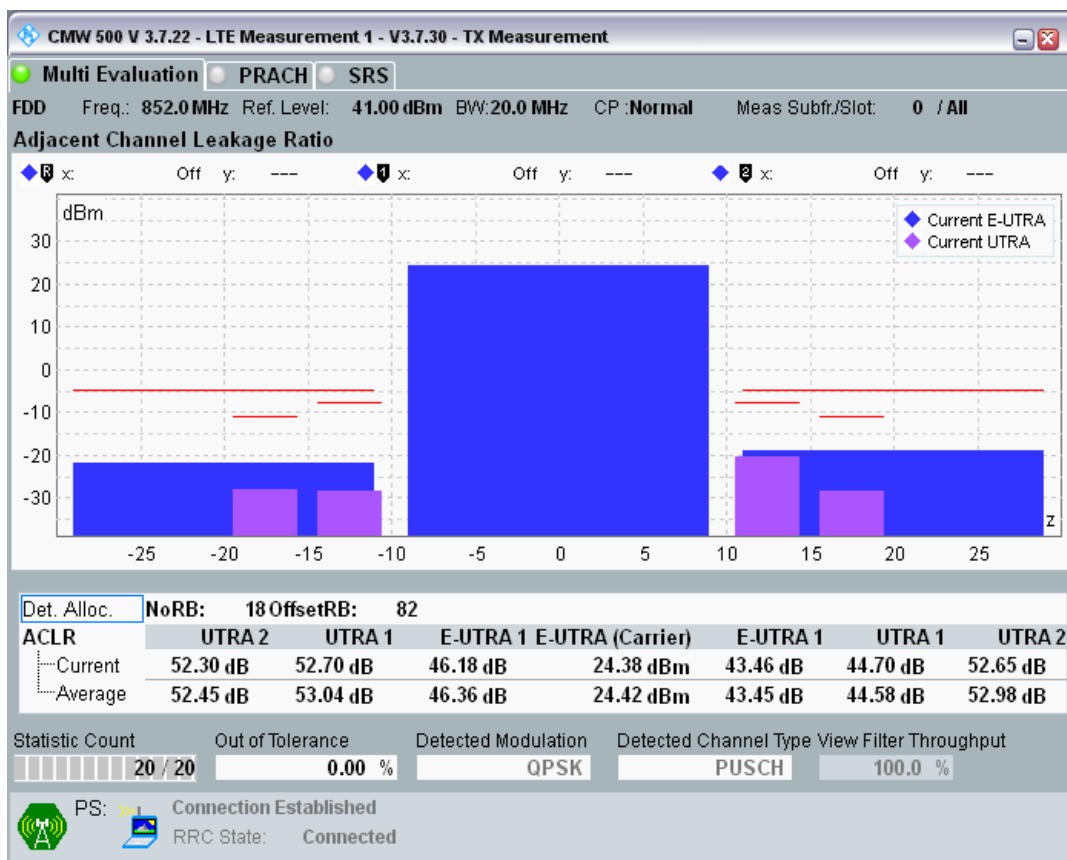 CMW 500 V 3.7.22 - LTE Measurement 1 - V3.7.30 - TX Measurement
Multi Evaluation PRACH SRS
FDD Freq.: 852.0 MHz Ref. Level: 41.00 dBm BW:20.0 MHz CP :Normal Meas Subfr./Slot: 0 / All
Adjacent Channel Leakage Ratio
R x: Off y: --- 1 x: Off y: --- 2 x: Off y: ---
dBm
Current E-UTRA
Current UTRA
30
20
10
0
-10
-20
-30
z
-25 -20 -15 -10 -5 0 5 10 15 20 25
Det. Alloc. NoRB: 18 OffsetRB: 82
ACLR UTRA 2 UTRA 1 E-UTRA 1 E-UTRA (Carrier) E-UTRA 1 UTRA 1 UTRA 2
Current 52.30 dB 52.70 dB 46.18 dB 24.38 dBm 43.46 dB 44.70 dB 52.65 dB
Average 52.45 dB 53.04 dB 46.36 dB 24.42 dBm 43.45 dB 44.58 dB 52.98 dB
Statistic Count Out of Tolerance Detected Modulation Detected Channel Type View Filter Throughput
20 / 20 0.00 % QPSK PUSCH 100.0 %
PS: Connection Established
RRC State: Connected